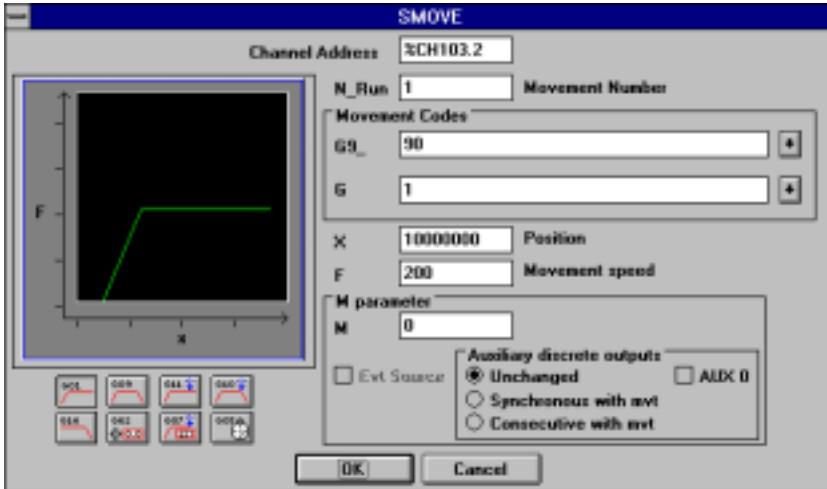 SMOVE
Channel Address %CH103.2
N_Run 1 Movement Number
Movement Codes
G9_ 90
G 1
X 10000000 Position
F 200 Movement speed
M parameter
M 0
Evt Source
Auxiliary discrete outputs
Unchanged
AUX 0
Synchronous with mvt
Consecutive with mvt
F
X
OK Cancel